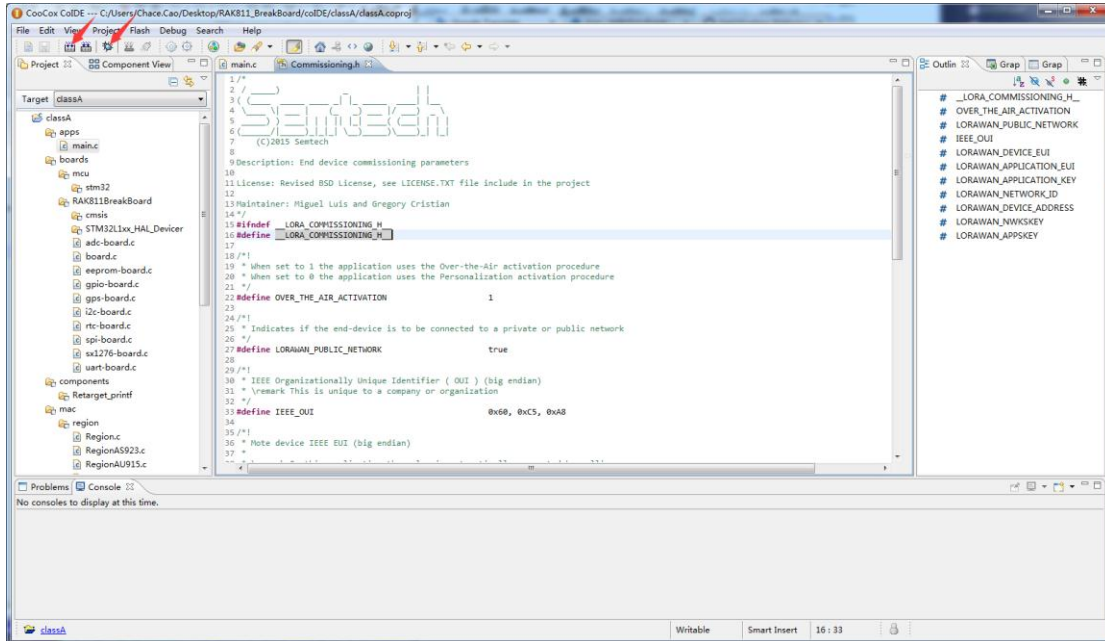 CooCox CoIDE --- C:/Users/Chace.Cao/Desktop/RAK811_BreakBoard/coIDE/classA/classA.coproj
File Edit View Project Flash Debug Search Help
Project Component View
Target classA
classA
apps
main.c
boards
mcu
stm32
RAK811BreakBoard
cmsis
STM32L1xx_HAL_Devicer
adc-board.c
board.c
eeprom-board.c
gpio-board.c
gps-board.c
i2c-board.c
rtc-board.c
spi-board.c
sx1276-board.c
uart-board.c
components
Retarget_printf
mac
region
Region.c
RegionAS923.c
RegionAU915.c
main.c Commissioning.h
1 /*
2
3
4
5
6
7 (C)2015 Semtech
8
9 Description: End device commissioning parameters
10
11 License: Revised BSD License, see LICENSE.TXT file include in the project
12
13 Maintainer: Miguel Luis and Gregory Cristian
14 */
15 #ifndef __LORA_COMMISSIONING_H__
16 #define __LORA_COMMISSIONING_H__
17
18 /*!
19 * When set to 1 the application uses the Over-the-Air activation procedure
20 * When set to 0 the application uses the Personalization activation procedure
21 */
22 #define OVER_THE_AIR_ACTIVATION 1
23
24 /*!
25 * Indicates if the end-device is to be connected to a private or public network
26 */
27 #define LORAWAN_PUBLIC_NETWORK true
28
29 /*!
30 * IEEE Organizationally Unique Identifier ( OUI ) (big endian)
31 * \remark This is unique to a company or organization
32 */
33 #define IEEE_OUI 0x60, 0xC5, 0xA8
34
35 /*!
36 * Mote device IEEE EUI (big endian)
37 *
Outlin Grap Grap
# __LORA_COMMISSIONING_H__
# OVER_THE_AIR_ACTIVATION
# LORAWAN_PUBLIC_NETWORK
# IEEE_OUI
# LORAWAN_DEVICE_EUI
# LORAWAN_APPLICATION_EUI
# LORAWAN_APPLICATION_KEY
# LORAWAN_NETWORK_ID
# LORAWAN_DEVICE_ADDRESS
# LORAWAN_NWKSKEY
# LORAWAN_APPSKEY
Problems Console
No consoles to display at this time.
classA Writable Smart Insert 16 : 33